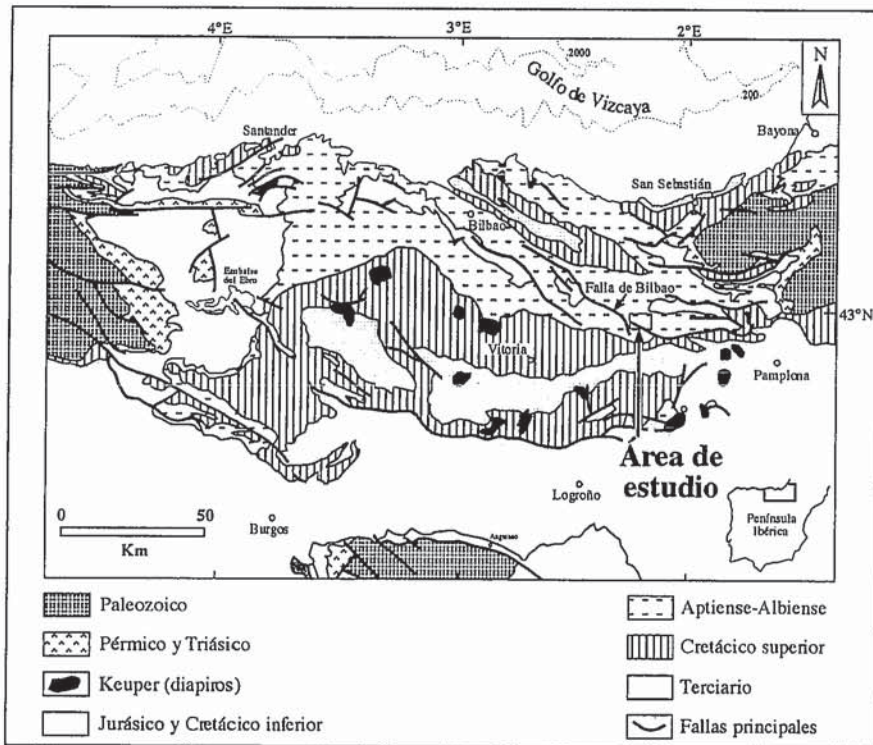 4°E 3°E 2°E
2000
Golfo de Vizcaya
200
N
Bayona
Santander
San Sebastián
Bilbao
Embalse
del Ebro
Falla de Bilbao
43°N
Vitoria
Pamplona
Area de
estudio
Logroño
0 50
Km
Burgos
Península
Ibérica
Paleozoico
Pérmico y Triásico
Keuper (diapiros)
Jurásico y Cretácico inferior
Aptiense-Albiense
Cretácico superior
Terciario
Fallas principales